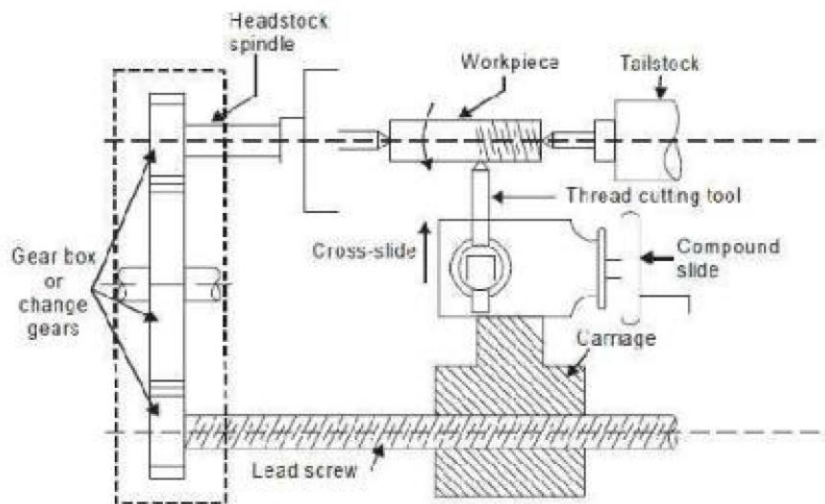 Headstock
spindle
Workpiece
Tailstock
Thread cutting tool
Cross-slide
Compound
slide
Gear box
or
change
gears
Carriage
Lead screw